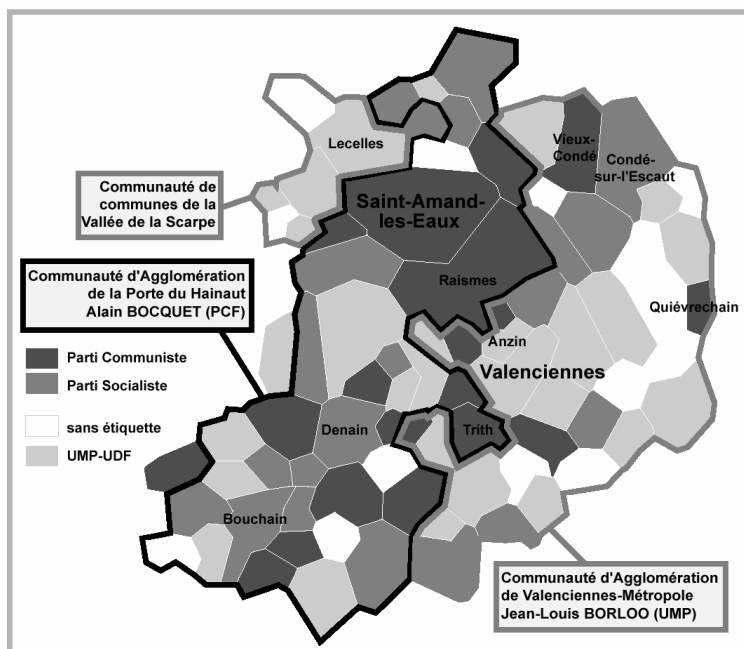 Lecelles
Vieux-
Condé
Condé-
sur-l'Escaut
Communauté de
communes de la
Vallée de la Scarpe
Saint-Amand-
les-Eaux
Communauté d'Agglomération
de la Porte du Hainaut
Alain BOCQUET (PCF)
Raismes
Quiévrechain
Anzin
Valenciennes
Parti Communiste
Parti Socialiste
sans étiquette
UMP-UDF
Denain
Trith
Bouchain
Communauté d'Agglomération
de Valenciennes-Métropole
Jean-Louis BORLOO (UMP)